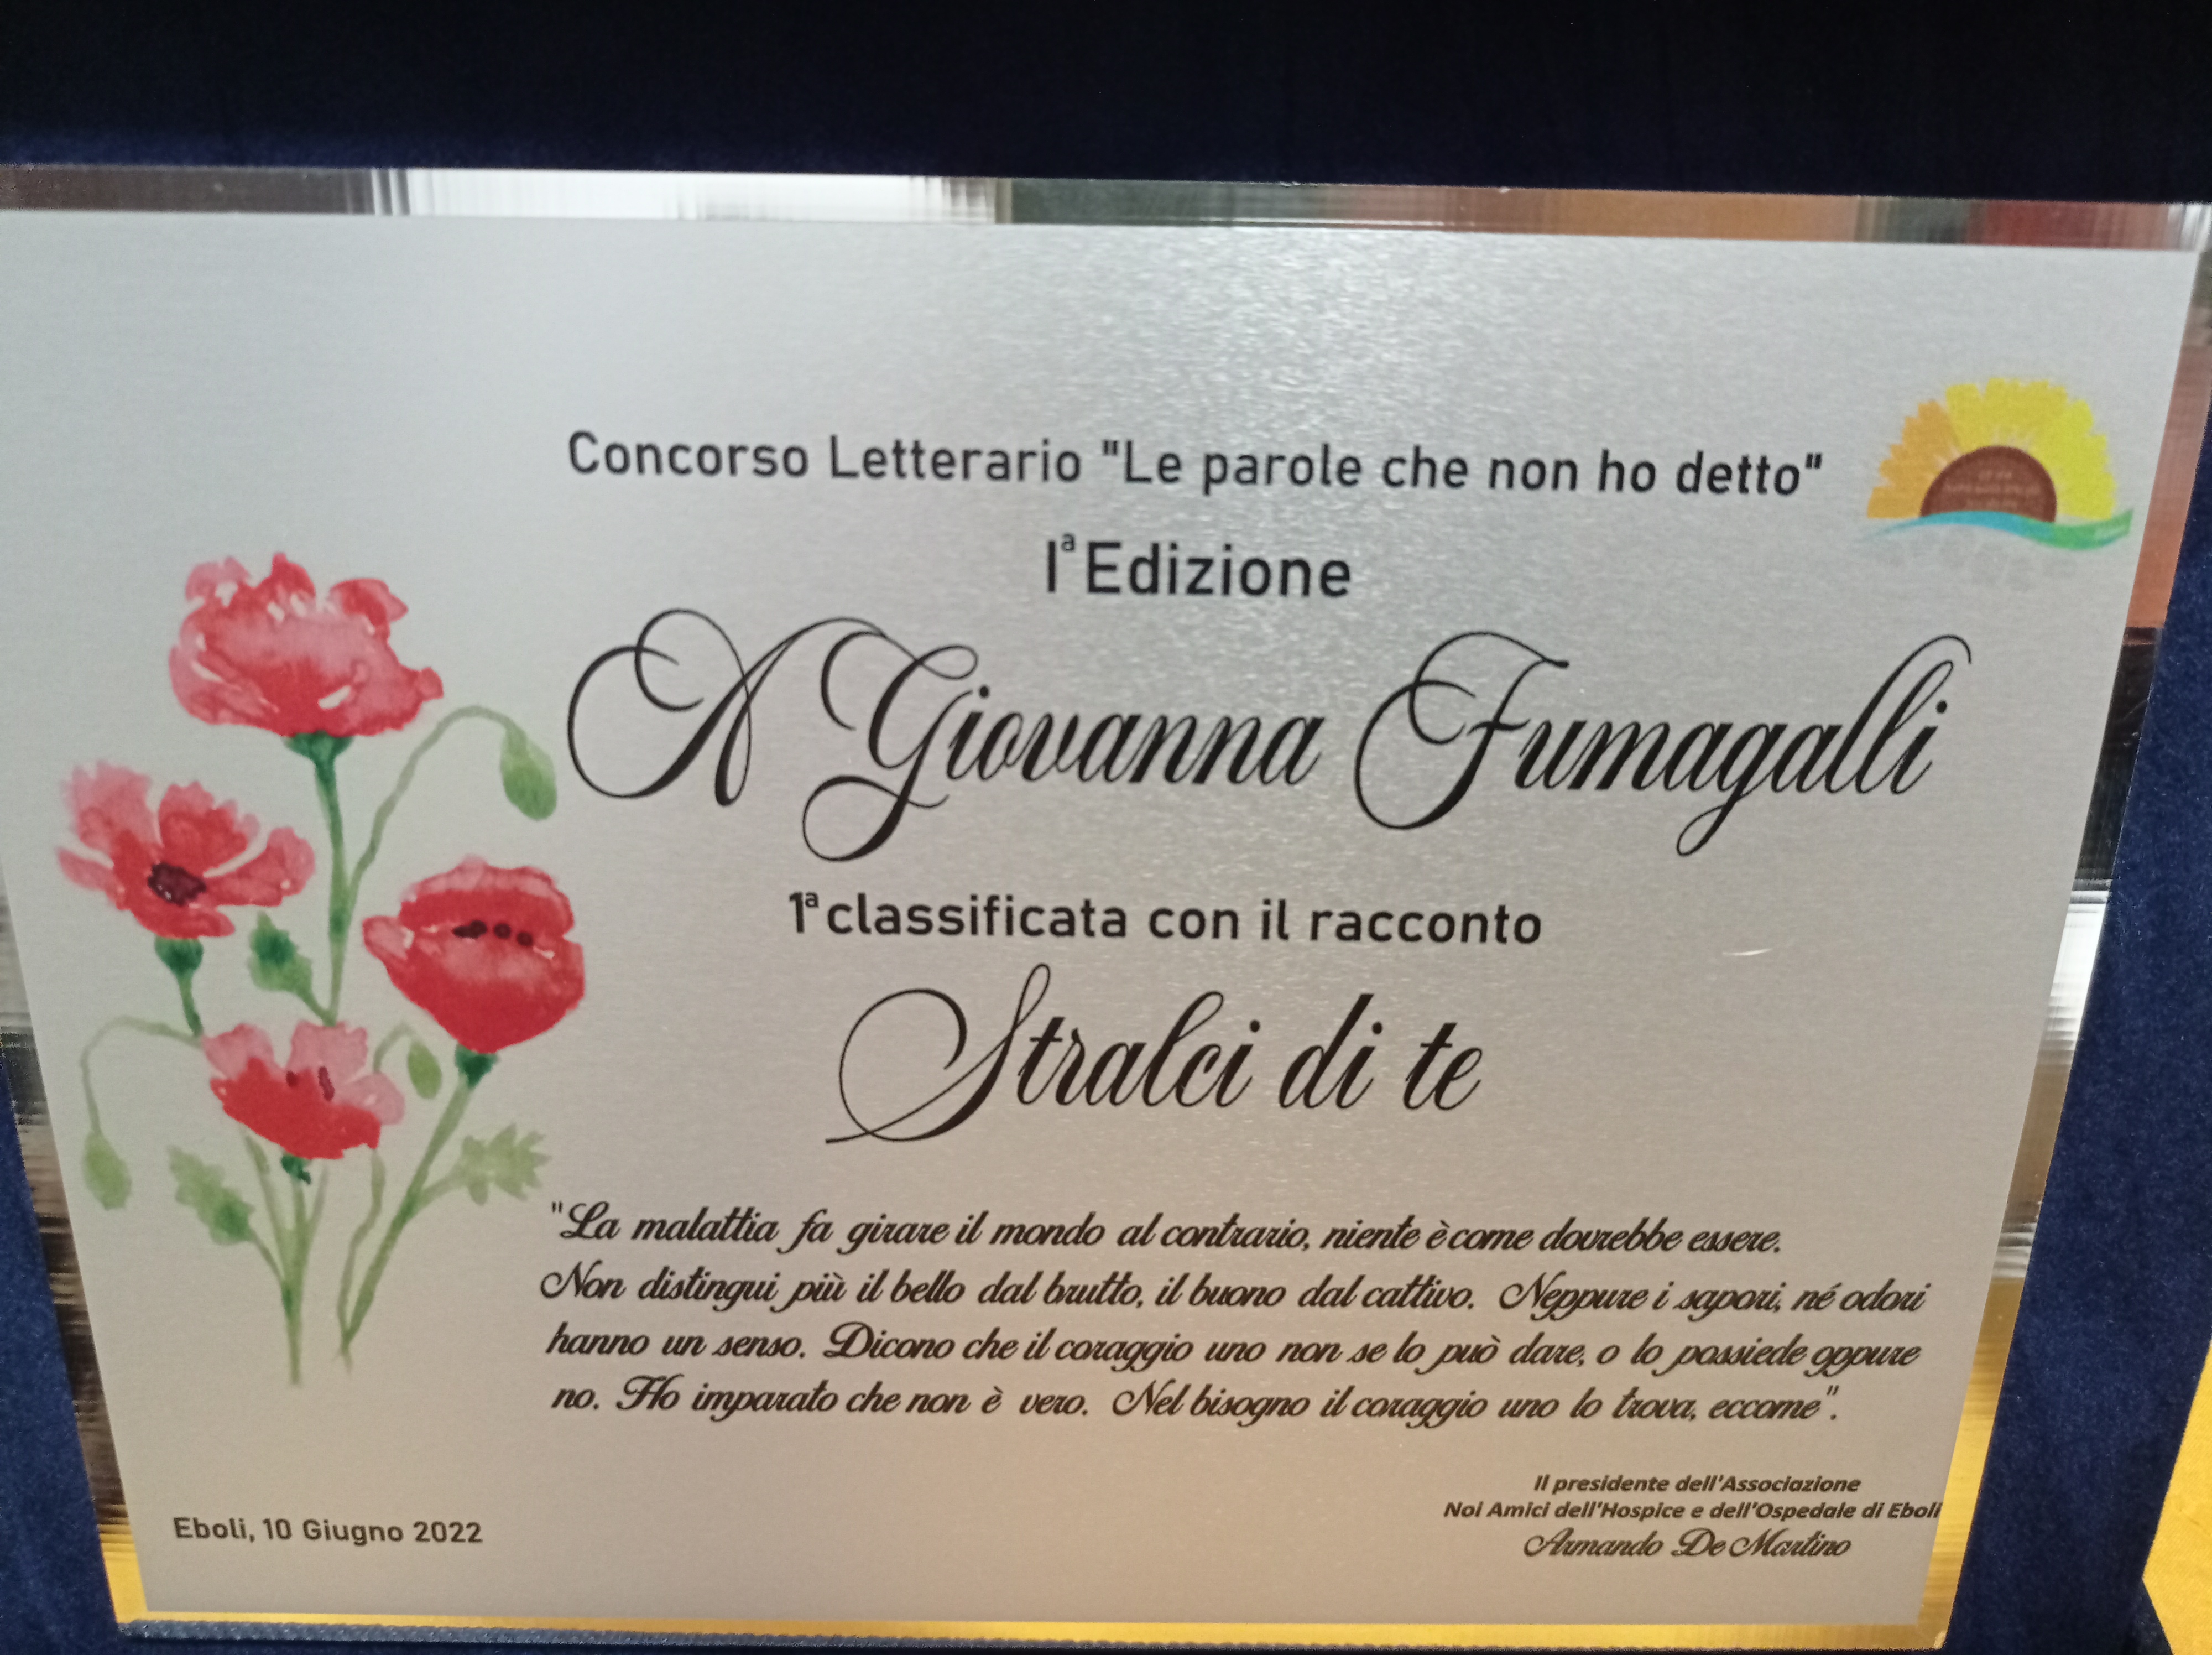 Concorso Letterario "Le parole che non ho detto"
Iª Edizione
A Giovanna Fumagalli
1ª classificata con il racconto
Stralci di te
"La malattia fa girare il mondo al contrario, niente è come dovrebbe essere.
Non distingui più il bello dal brutto, il buono dal cattivo. Neppure i sapori, né odori
hanno un senso. Dicono che il coraggio uno non se lo può dare, o lo possiede oppure
no. Ho imparato che non è vero. Nel bisogno il coraggio uno lo trova, eccome".
Il presidente dell'Associazione
Noi Amici dell'Hospice e dell'Ospedale di Eboli
Armando De Martino
Eboli, 10 Giugno 2022